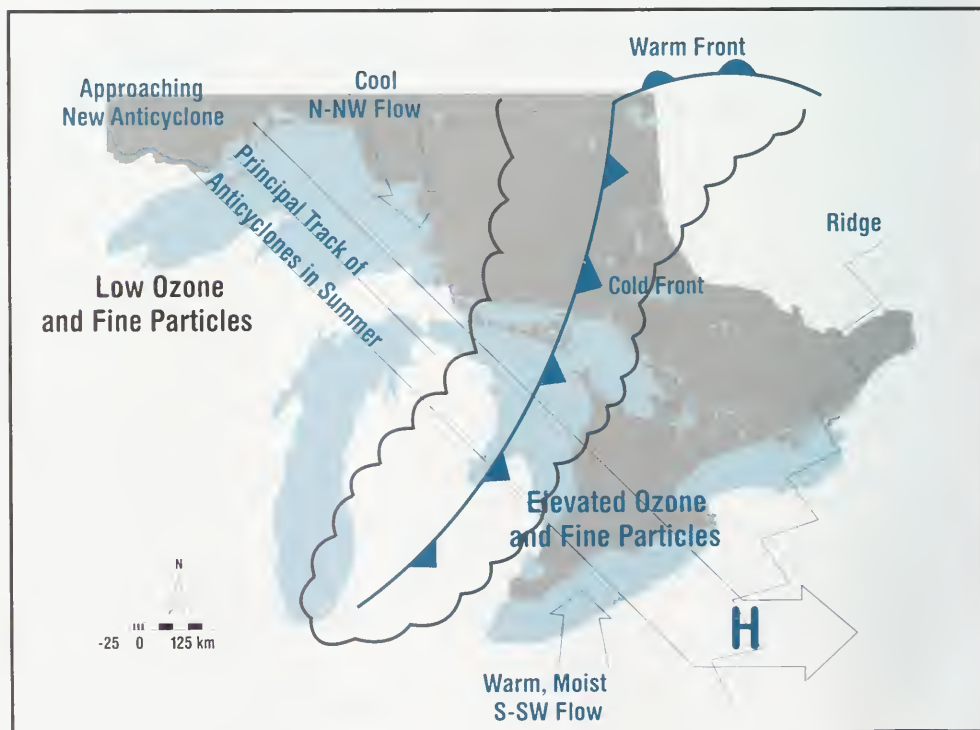 Warm Front
Approaching
New Anticyclone
Cool
N-NW Flow
Principal Track of
Anticyclones in Summer
Ridge
Low Ozone
and Fine Particles
Cold Front
Elevated Ozone
and Fine Particles
N
-25 0 125 km
H
Warm, Moist
S-SW Flow